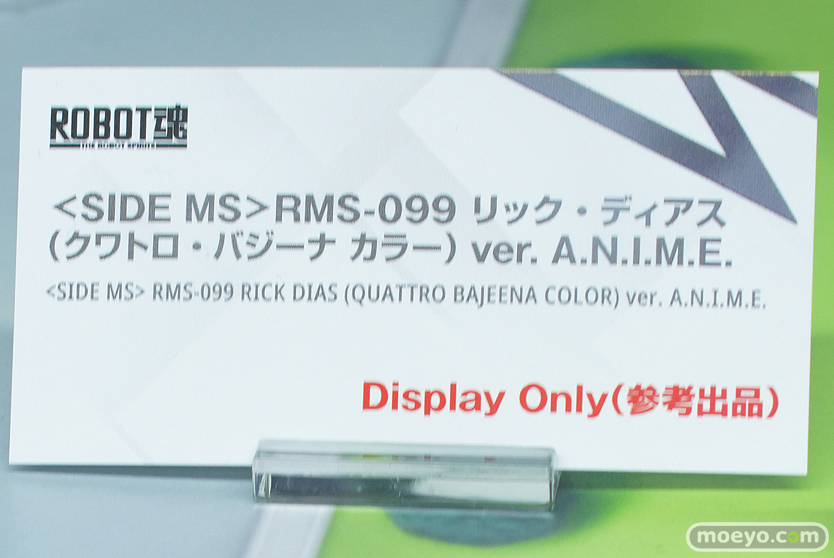 ROBOT魂
THE ROBOT SPIRITS
<SIDE MS>RMS-099 リック・ディアス
(クワトロ・バジーナ カラー) ver. A.N.I.M.E.
<SIDE MS> RMS-099 RICK DIAS (QUATTRO BAJEENA COLOR) ver. A.N.I.M.E.
Display Only(参考出品)
moeyo.com